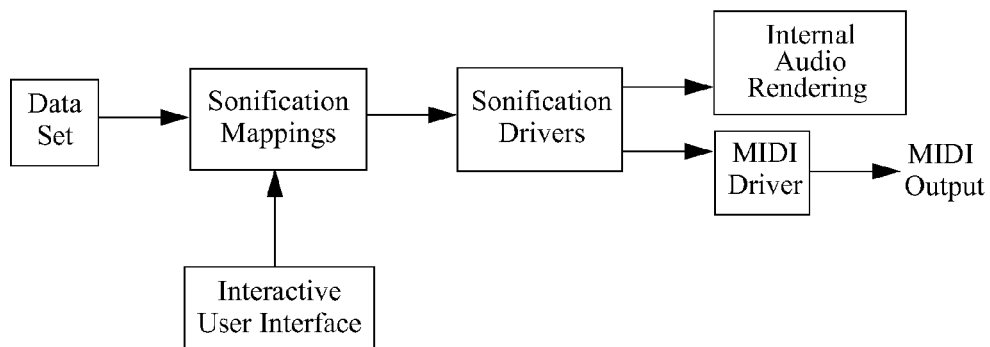 Data
Set
Sonification
Mappings
Sonification
Drivers
Internal
Audio
Rendering
MIDI
Driver
MIDI
Output
Interactive
User Interface